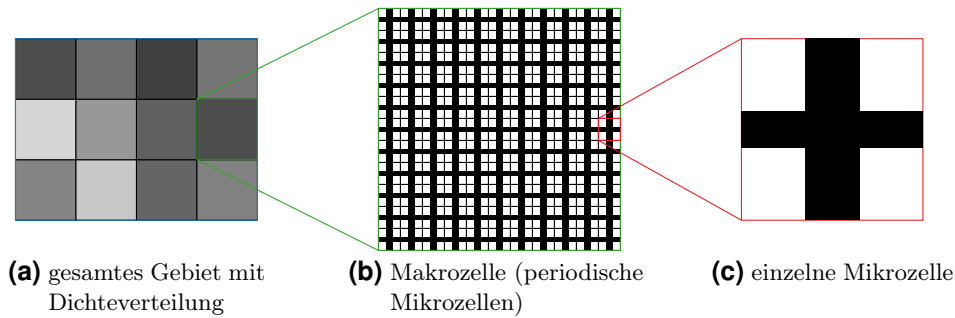 (a) gesamtes Gebiet mit
Dichteverteilung
(b) Makrozelle (periodische
Mikrozellen)
(c) einzelne Mikrozelle